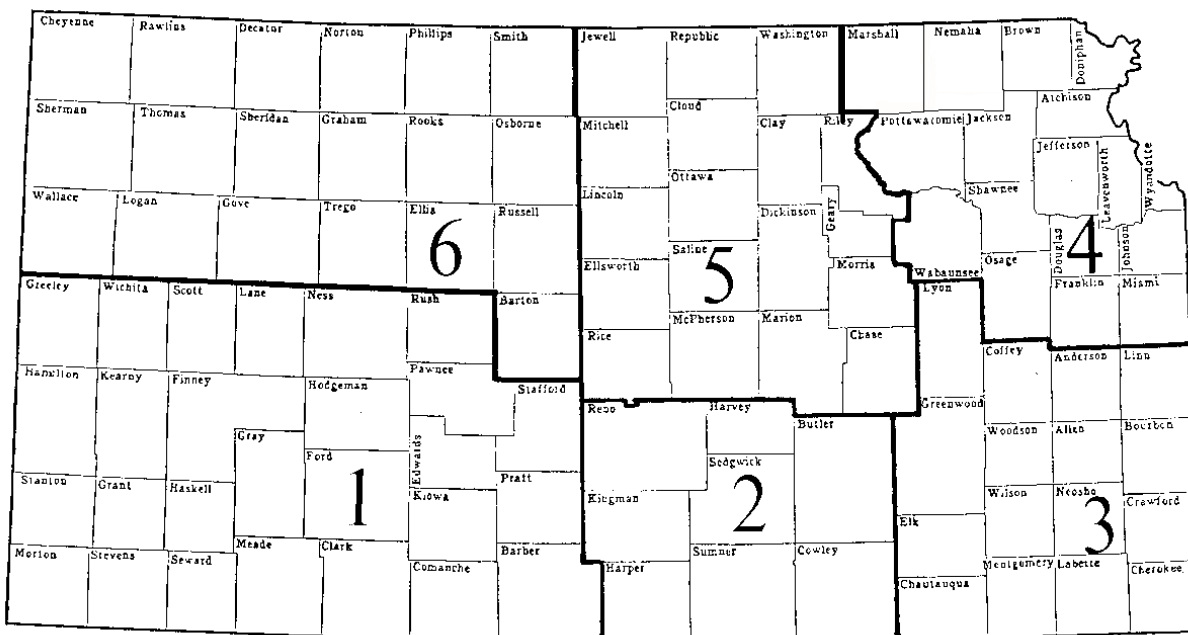 Cheyenne Rawlins Decator Norton Phillips Smith Jewell Republic Washington Marshall Nemaha Brown Doniphan
Sherman Thomas Sheridan Graham Rooks Osborne Mitchell Cloud Clay Riley Pottawatomie Jackson Atchison
Jefferson Leavenworth Wyandotte
Wallace Logan Gove Trego Ellis Russell Lincoln Ottawa Dickinson Geary Shawnee
6 5 4
Ellsworth Saline Morris Wabaunsee Osage Douglas Johnson
Greeley Wichita Scott Lane Ness Rush Barton Lyon Franklin Miami
Rice McPherson Marion Chase
Hamilton Kearny Finney Hodgeman Pawnee Stafford Coffey Anderson Linn
Reno Harvey Butler Greenwood
Gray Ford Edwards Pratt Sedgwick Woodson Allen Bourbon
1 2 3
Stanton Grant Haskell Kiowa Kingman Wilson Neosho Crawford
Elk
Morton Stevens Seward Meade Clark Comanche Barber Harper Sumner Cowley Chautauqua Montgomery Labette Cherokee